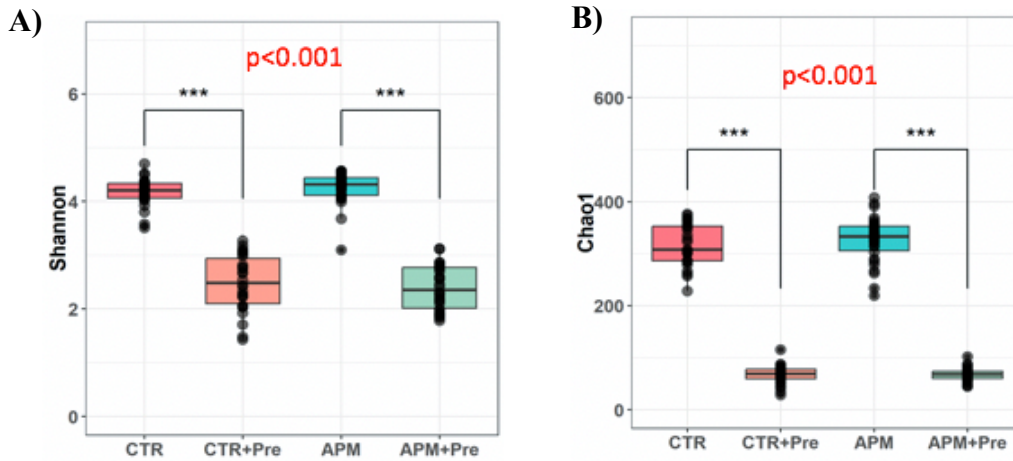 A)
p<0.001
*** ***
6
4
2
0
Shannon
CTR CTR+Pre APM APM+Pre
B)
p<0.001
*** ***
600
400
200
0
Chao1
CTR CTR+Pre APM APM+Pre